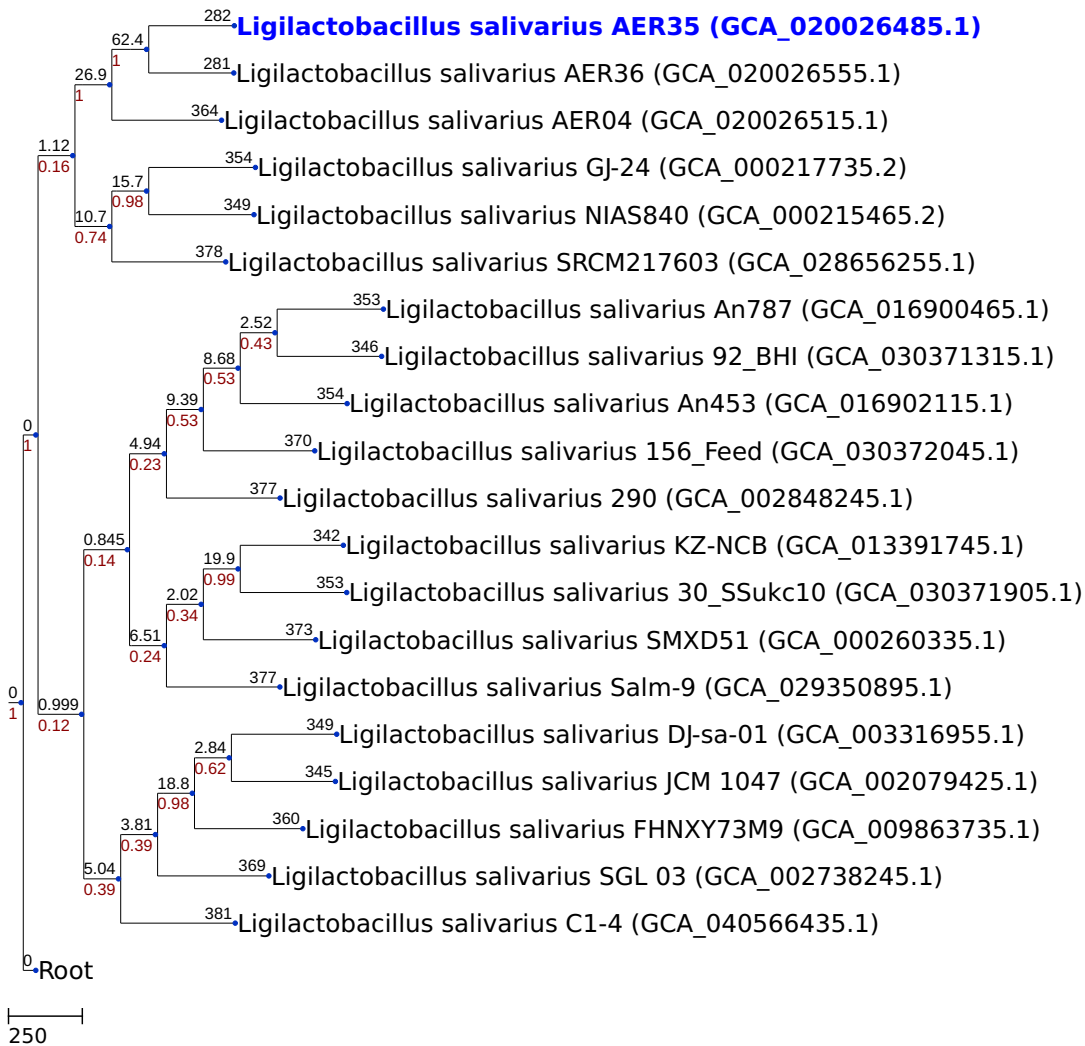 282
Ligilactobacillus salivarius AER35 (GCA_020026485.1)
62.4
1
281
Ligilactobacillus salivarius AER36 (GCA_020026555.1)
26.9
1
364
Ligilactobacillus salivarius AER04 (GCA_020026515.1)
1.12
0.16
354
Ligilactobacillus salivarius GJ-24 (GCA_000217735.2)
15.7
0.98
349
Ligilactobacillus salivarius NIAS840 (GCA_000215465.2)
10.7
0.74
378
Ligilactobacillus salivarius SRCM217603 (GCA_028656255.1)
353
Ligilactobacillus salivarius An787 (GCA_016900465.1)
2.52
0.43
346
Ligilactobacillus salivarius 92_BHI (GCA_030371315.1)
8.68
0.53
354
Ligilactobacillus salivarius An453 (GCA_016902115.1)
9.39
0.53
0
1
370
Ligilactobacillus salivarius 156_Feed (GCA_030372045.1)
4.94
0.23
377
Ligilactobacillus salivarius 290 (GCA_002848245.1)
0.845
0.14
342
Ligilactobacillus salivarius KZ-NCB (GCA_013391745.1)
19.9
0.99
353
Ligilactobacillus salivarius 30_SSukc10 (GCA_030371905.1)
2.02
0.34
373
Ligilactobacillus salivarius SMXD51 (GCA_000260335.1)
6.51
0.24
377
Ligilactobacillus salivarius Salm-9 (GCA_029350895.1)
0
1
0.999
0.12
349
Ligilactobacillus salivarius DJ-sa-01 (GCA_003316955.1)
2.84
0.62
345
Ligilactobacillus salivarius JCM 1047 (GCA_002079425.1)
18.8
0.98
360
Ligilactobacillus salivarius FHNXY73M9 (GCA_009863735.1)
3.81
0.39
369
Ligilactobacillus salivarius SGL 03 (GCA_002738245.1)
5.04
0.39
381
Ligilactobacillus salivarius C1-4 (GCA_040566435.1)
0
Root
250